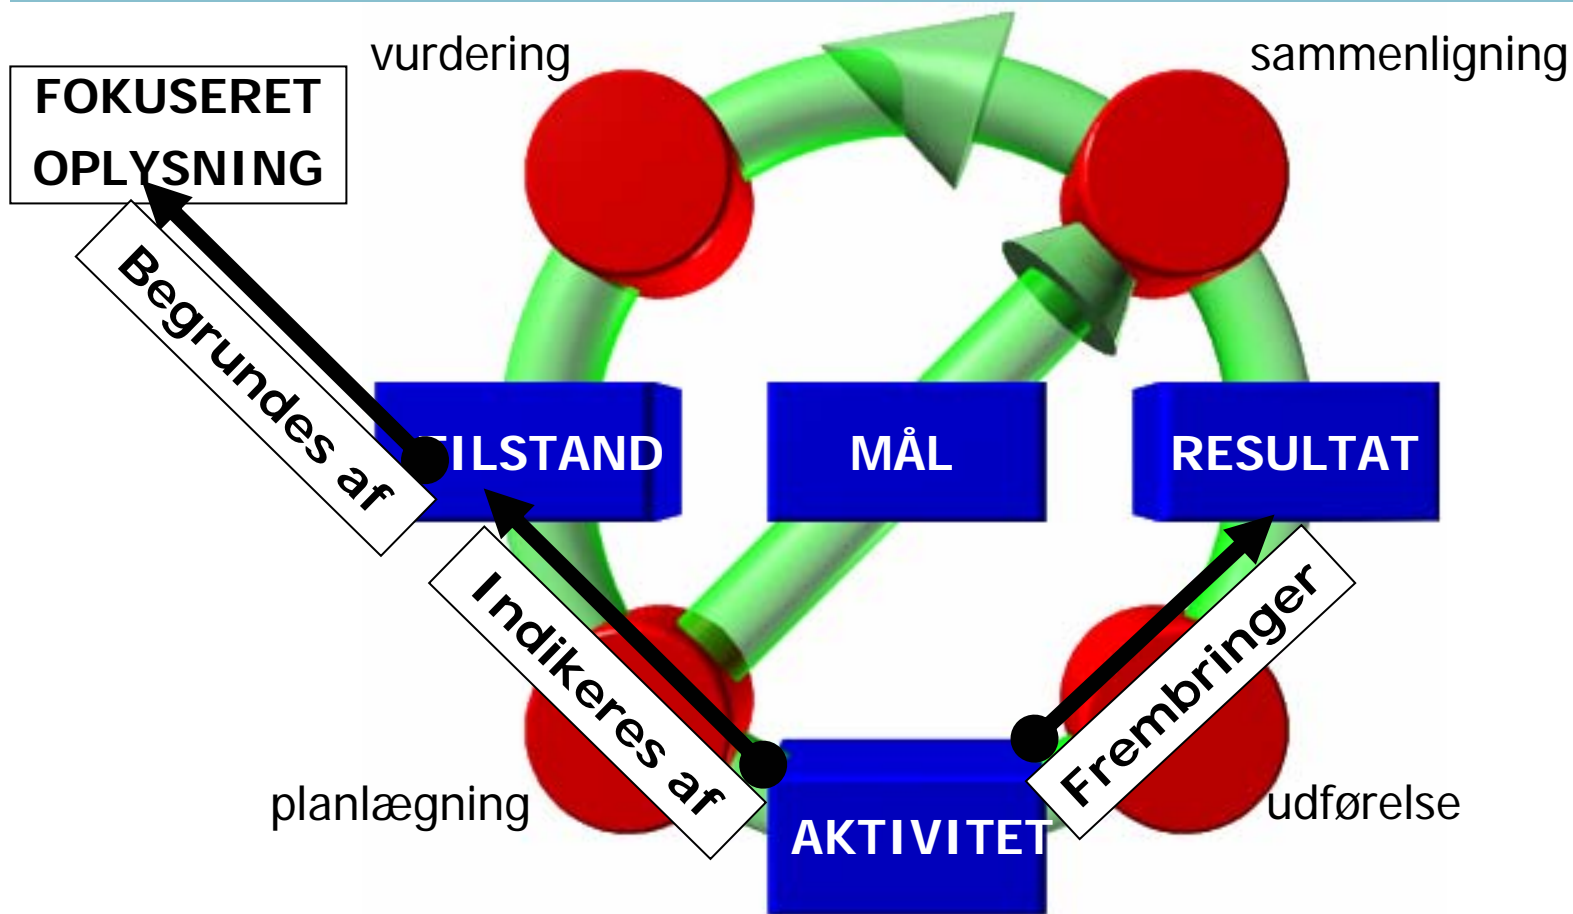 vurdering
sammenligning
FOKUSERET
OPLYSNING
Begrundes af
TILSTAND
MÅL
RESULTAT
Indikeres af
Frembringer
planlægning
udførelse
AKTIVITET